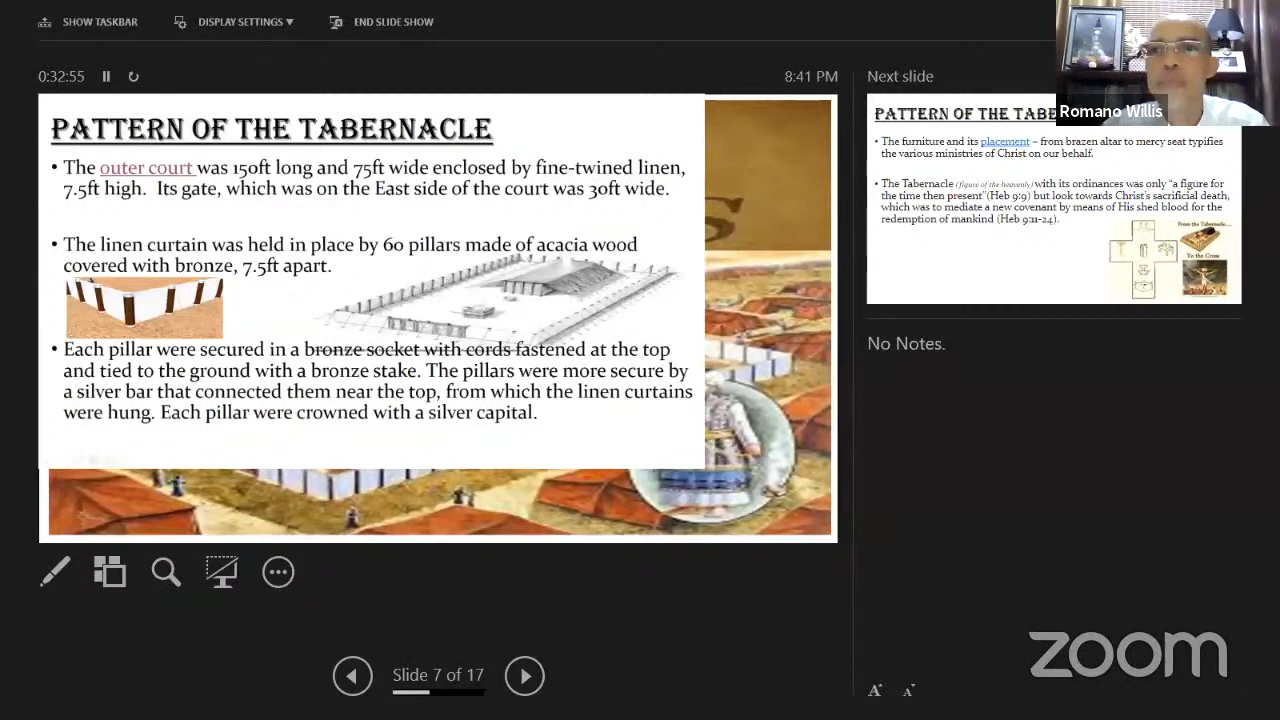 SHOW TASKBAR
DISPLAY SETTINGS ▼
END SLIDE SHOW
0:32:55
8:41 PM
PATTERN OF THE TABERNACLE
• The outer court was 150ft long and 75ft wide enclosed by fine-twined linen,
7.5ft high. Its gate, which was on the East side of the court was 30ft wide.
• The linen curtain was held in place by 60 pillars made of acacia wood
covered with bronze, 7.5ft apart.
• Each pillar were secured in a bronze socket with cords fastened at the top
and tied to the ground with a bronze stake. The pillars were more secure by
a silver bar that connected them near the top, from which the linen curtains
were hung. Each pillar were crowned with a silver capital.
S
Slide 7 of 17
Next slide
Romano Willis
PATTERN OF THE TABE
• The furniture and its placement – from brazen altar to mercy seat typifies
the various ministries of Christ on our behalf.
• The Tabernacle (figure of the heavenly) with its ordinances was only "a figure for
the time then present"(Heb 9:9) but look towards Christ's sacrificial death,
which was to mediate a new covenant by means of His shed blood for the
redemption of mankind (Heb 9:11-24).
From the Tabernacle....
To the Cross
No Notes.
zoom
A A